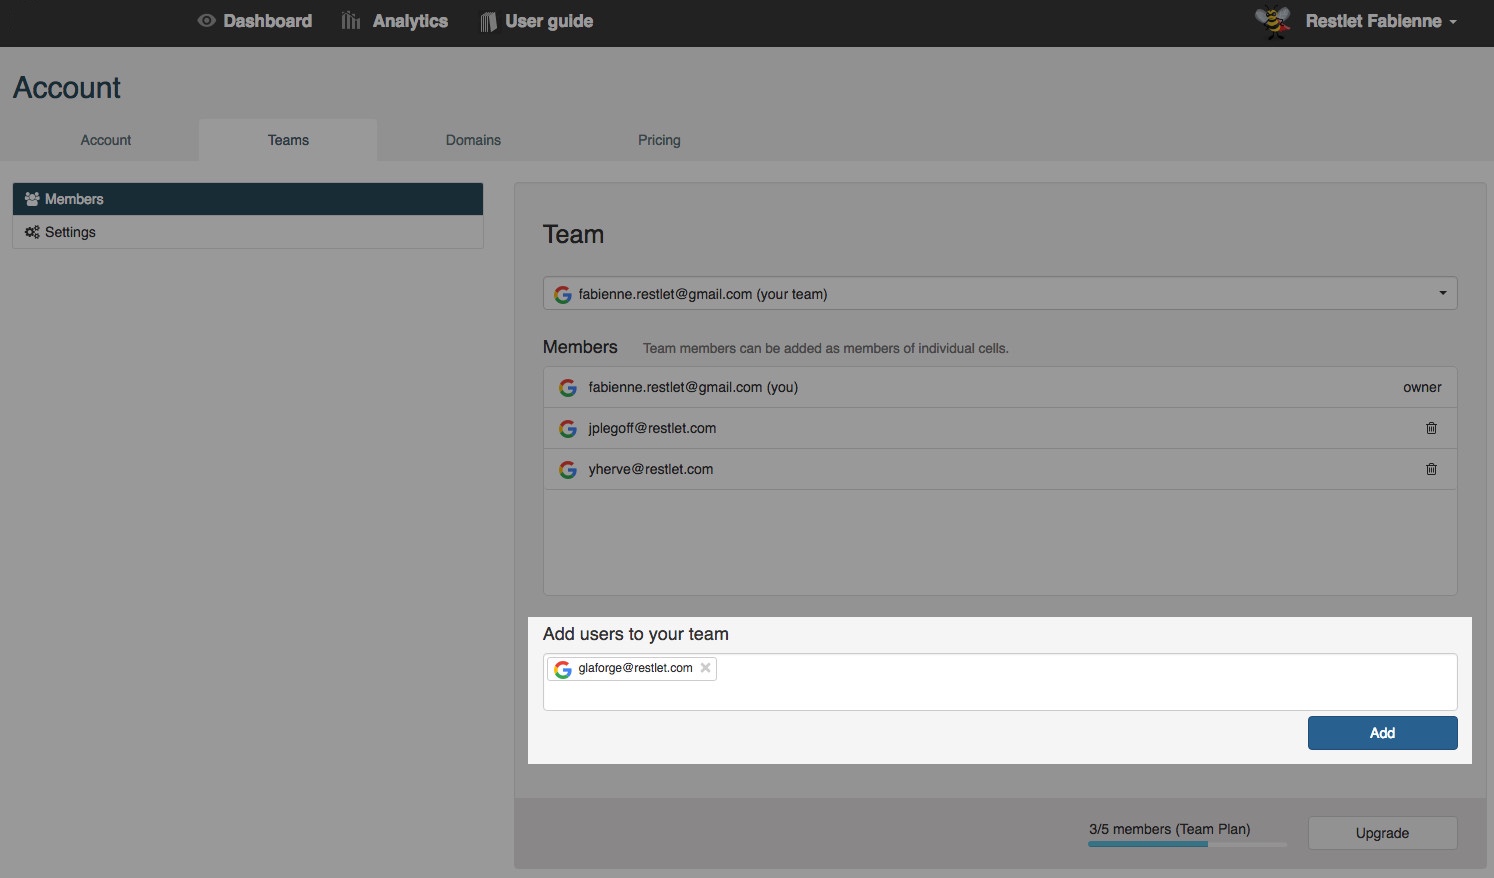 Dashboard Analytics User guide Restlet Fabienne
Account
Account Teams Domains Pricing
Members
Settings
Team
fabienne.restlet@gmail.com (your team)
Members Team members can be added as members of individual cells.
fabienne.restlet@gmail.com (you) owner
jplegoff@restlet.com
yherve@restlet.com
Add users to your team
glaforge@restlet.com
Add
3/5 members (Team Plan)
Upgrade